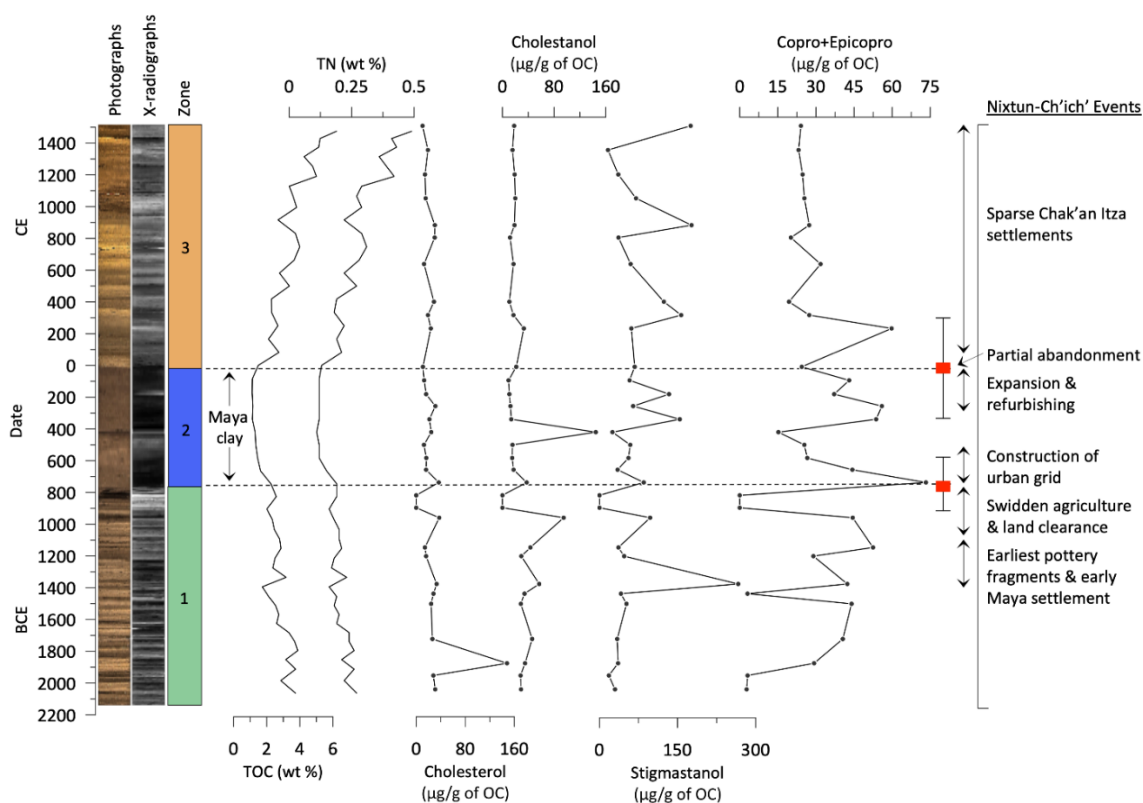 Photographs
X-radiographs
Zone
TN (wt %)
0 0.25 0.5
Cholestanol
(µg/g of OC)
0 80 160
Copro+Epicopro
(µg/g of OC)
0 15 30 45 60 75
Nixtun-Ch'ich' Events
CE
Date
BCE
1400
1200
1000
800
600
400
200
0
200
400
600
800
1000
1200
1400
1600
1800
2000
2200
3
2
1
Maya
clay
Sparse Chak'an Itza
settlements
Partial abandonment
Expansion &
refurbishing
Construction of
urban grid
Swidden agriculture
& land clearance
Earliest pottery
fragments & early
Maya settlement
0 2 4 6
TOC (wt %)
0 160
Cholesterol
(µg/g of OC)
0 300
Stigmastanol
(µg/g of OC)